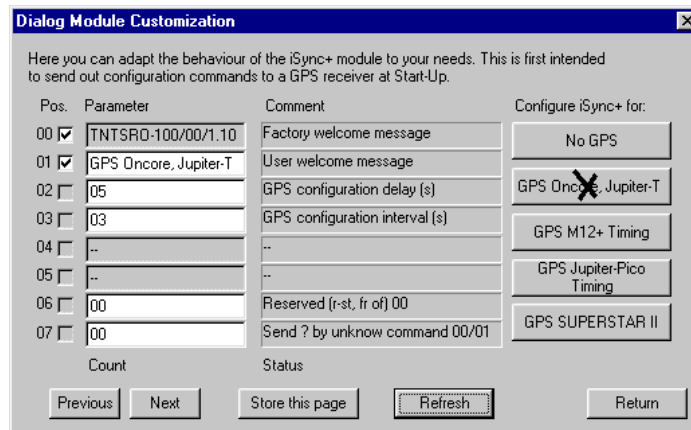 Dialog Module Customization
Here you can adapt the behaviour of the iSync+ module to your needs. This is first intended
to send out configuration commands to a GPS receiver at Start-Up.
Pos. Parameter Comment Configure iSync+ for:
00 TNTSRO-100/00/1.10 Factory welcome message No GPS
01 GPS Oncore, Jupiter-T User welcome message
02 05 GPS configuration delay (s) GPS Oncore, Jupiter-T
03 03 GPS configuration interval (s) GPS M12+ Timing
04 -- --
05 -- -- GPS Jupiter-Pico
Timing
06 00 Reserved (r-st, fr of) 00
07 00 Send ? by unknow command 00/01 GPS SUPERSTAR II
Count Status
Previous Next Store this page Refresh Return